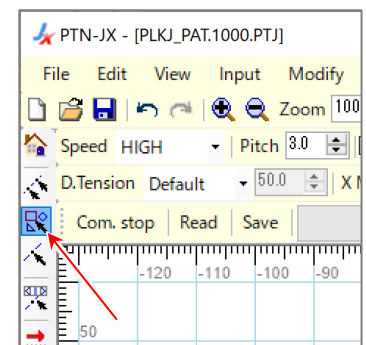 PTN-JX - [PLKJ_PAT.1000.PTJ]
File Edit View Input Modify
Zoom 100
Speed HIGH Pitch 3.0
D.Tension Default 50.0 X
Com. stop Read Save
-120 -110 -100 -90
50